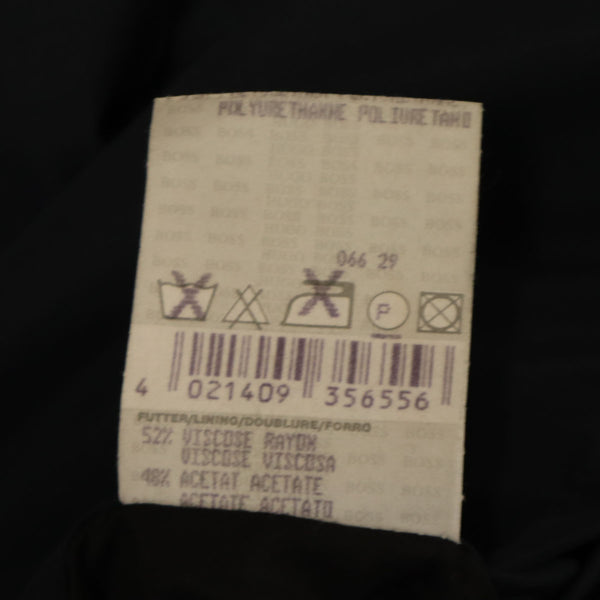 POLYURETHANNE POLIURETANO
066 29
P
4 021409 356556
FUTTER/LINING/DOUBLURE/FORRO
52% VISCOSE RAYON
VISCOSE VISCOSA
48% ACETAT ACETATE
ACETATE ACETATO